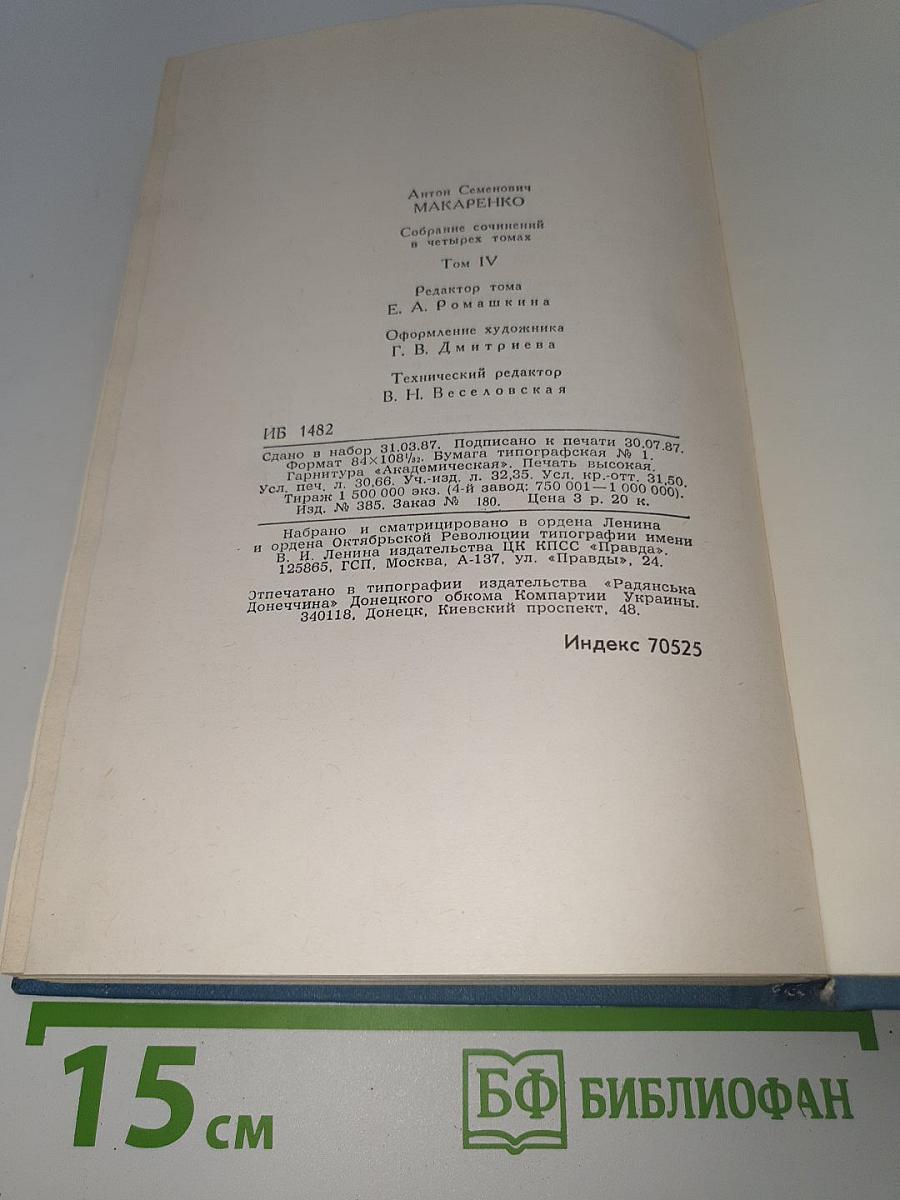 Антон Семенович
МАКАРЕНКО
Собрание сочинений
в четырех томах
Том IV
Редактор тома
Е. А. Ромашкина
Оформление художника
Г. В. Дмитриева
Технический редактор
В. Н. Веселовская
ИБ 1482
Сдано в набор 31.03.87. Подписано к печати 30.07.87.
Формат 84×108¹/₃₂. Бумага типографская № 1.
Гарнитура «Академическая». Печать высокая.
Усл. печ. л. 30,66. Уч.-изд. л. 32,35. Усл. кр.-отт. 31,50.
Тираж 1 500 000 экз. (4-й завод: 750 001—1 000 000).
Изд. № 385. Заказ № 180. Цена 3 р. 20 к.
Набрано и сматрицировано в ордена Ленина
и ордена Октябрьской Революции типографии имени
В. И. Ленина издательства ЦК КПСС «Правда».
125865, ГСП, Москва, А-137, ул. «Правды», 24.
Отпечатано в типографии издательства «Радянська
Донеччина» Донецкого обкома Компартии Украины.
340118, Донецк, Киевский проспект, 48.
Индекс 70525
15 см
БФ БИБЛИОФАН